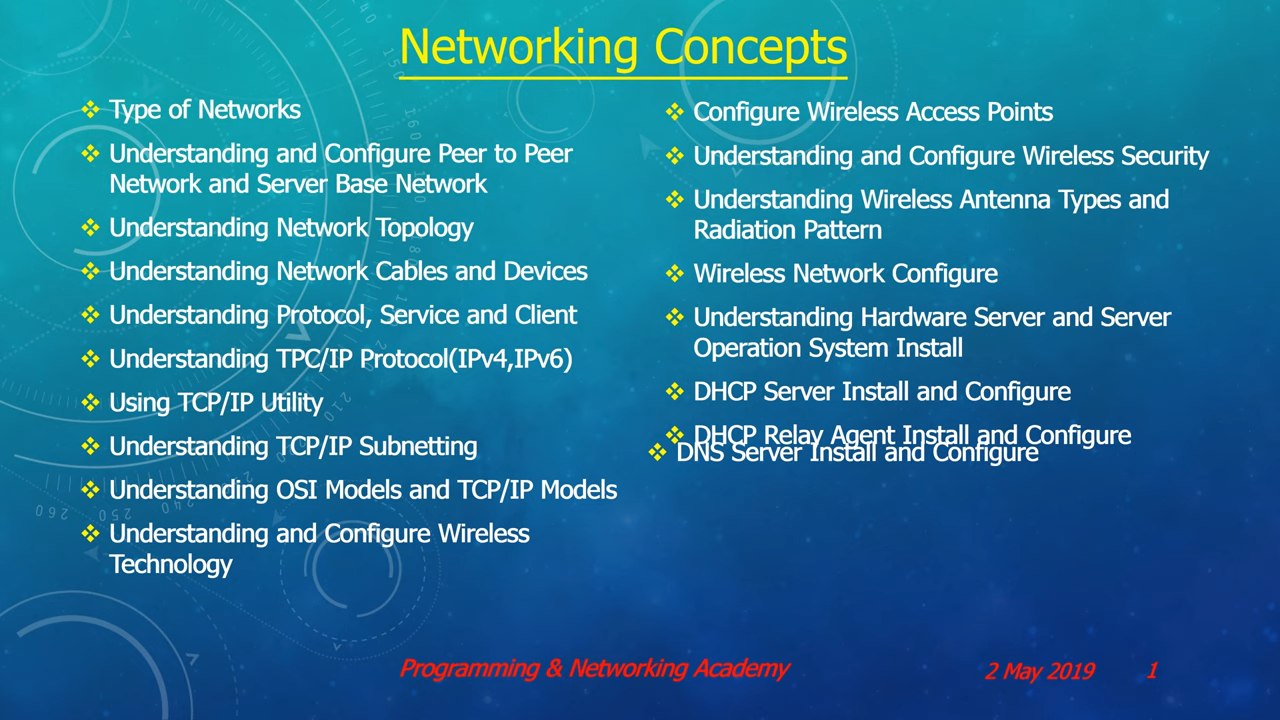 Networking Concepts
Type of Networks
Understanding and Configure Peer to Peer
Network and Server Base Network
Understanding Network Topology
Understanding Network Cables and Devices
Understanding Protocol, Service and Client
Understanding TPC/IP Protocol(IPv4,IPv6)
Using TCP/IP Utility
Understanding TCP/IP Subnetting
Understanding OSI Models and TCP/IP Models
Understanding and Configure Wireless
Technology
Configure Wireless Access Points
Understanding and Configure Wireless Security
Understanding Wireless Antenna Types and
Radiation Pattern
Wireless Network Configure
Understanding Hardware Server and Server
Operation System Install
DHCP Server Install and Configure
DHCP Relay Agent Install and Configure
DNS Server Install and Configure
Programming & Networking Academy
2 May 2019
1